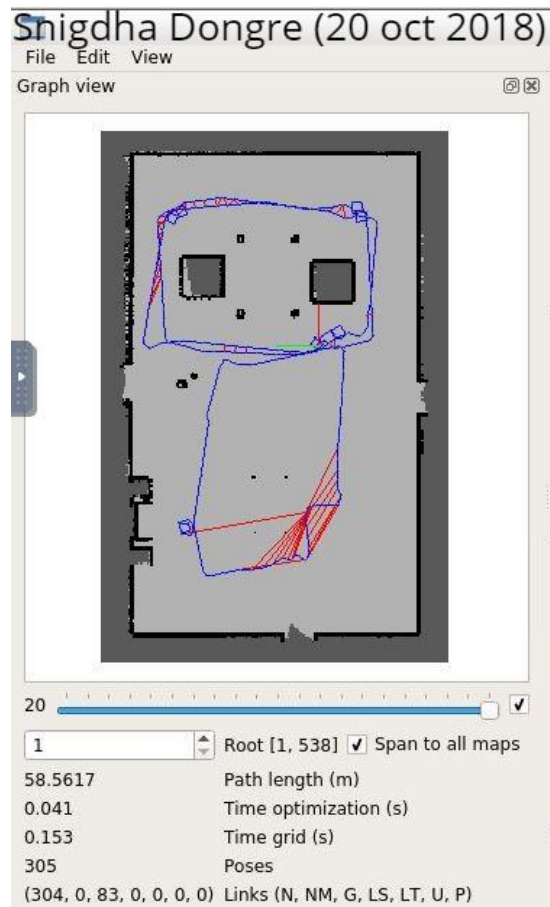 Snigdha Dongre (20 oct 2018)
File Edit View
Graph view
20
1 Root [1, 538] Span to all maps
58.5617 Path length (m)
0.041 Time optimization (s)
0.153 Time grid (s)
305 Poses
(304, 0, 83, 0, 0, 0, 0) Links (N, NM, G, LS, LT, U, P)